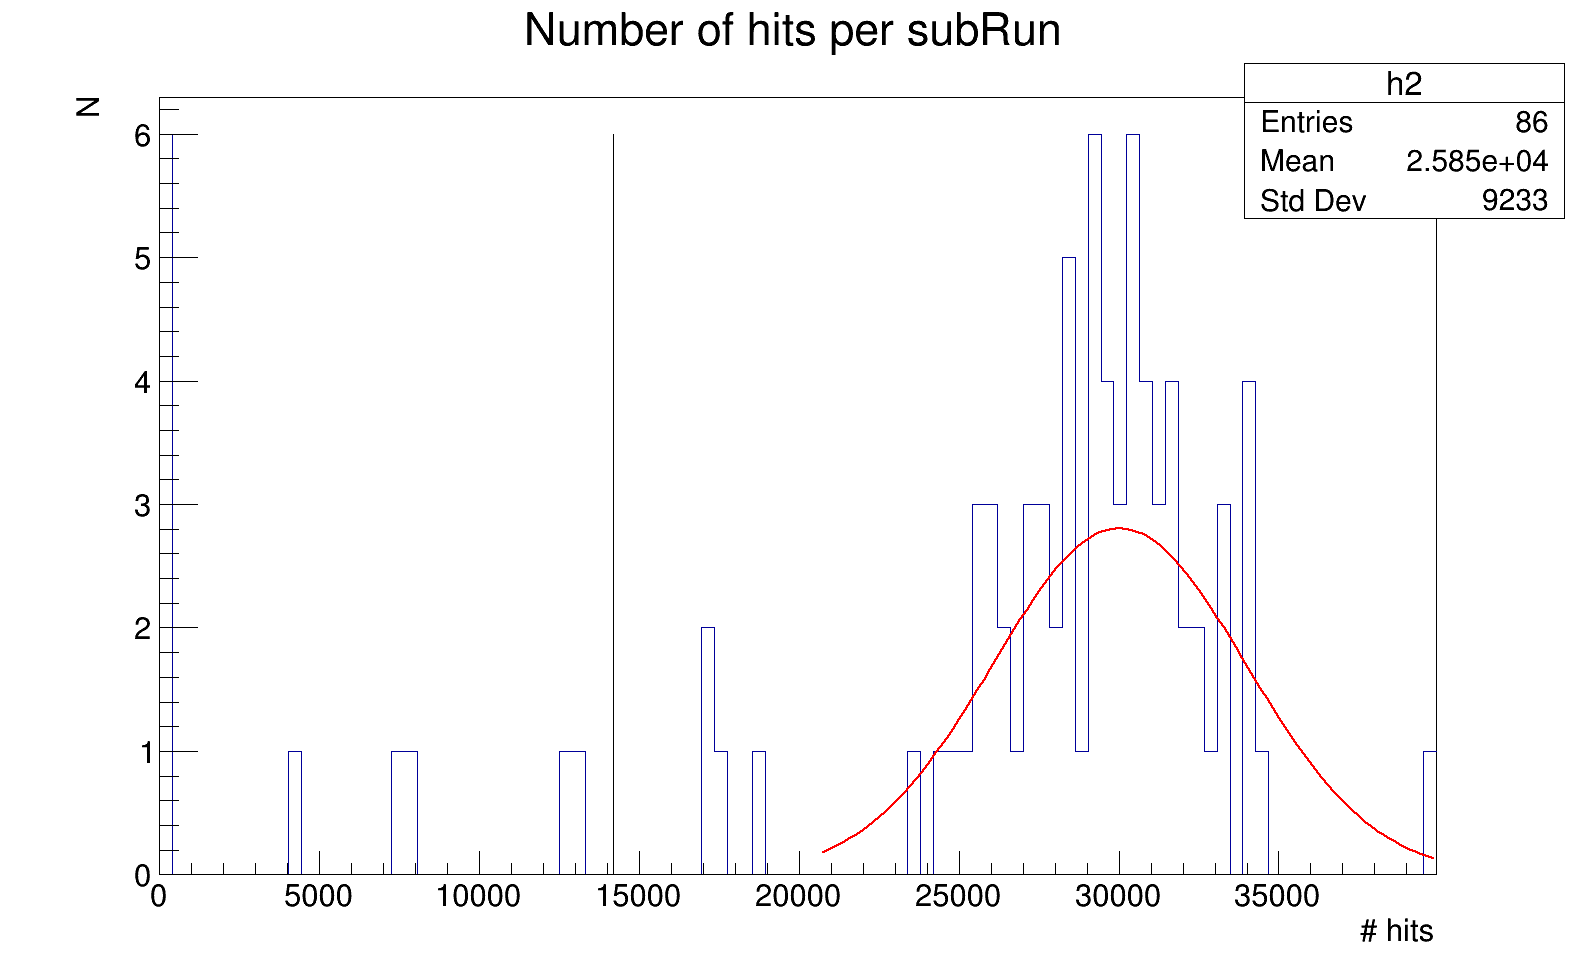 Number of hits per subRun
h2
Entries 86
Mean 2.585e+04
Std Dev 9233
N
6
5
4
3
2
1
0
0 5000 10000 15000 20000 25000 30000 35000
# hits